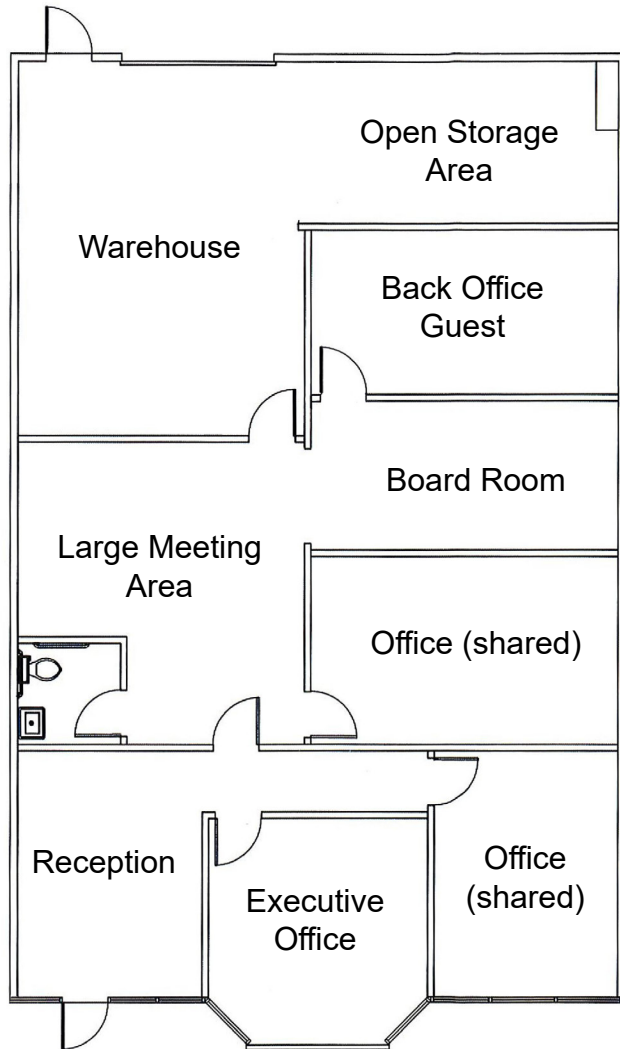 Open Storage
Area
Warehouse
Back Office
Guest
Board Room
Large Meeting
Area
Office (shared)
Reception
Office
(shared)
Executive
Office